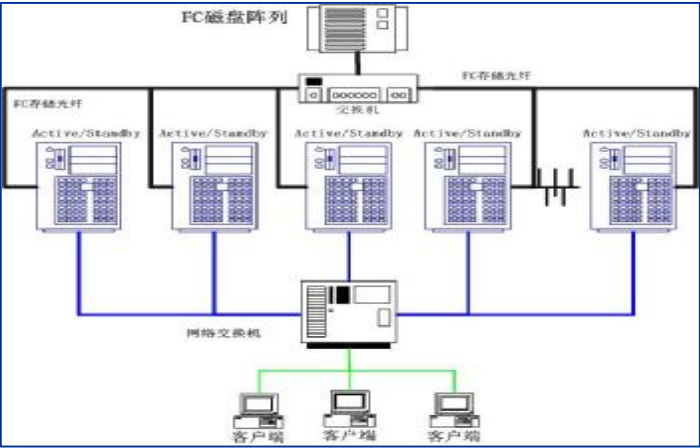 FC磁盘阵列
FC存储光纤
FC存储光纤
交换机
Active/Standby Active/Standby Active/Standby Active/Standby Active/Standby
网络交换机
客户端 客户端 客户端